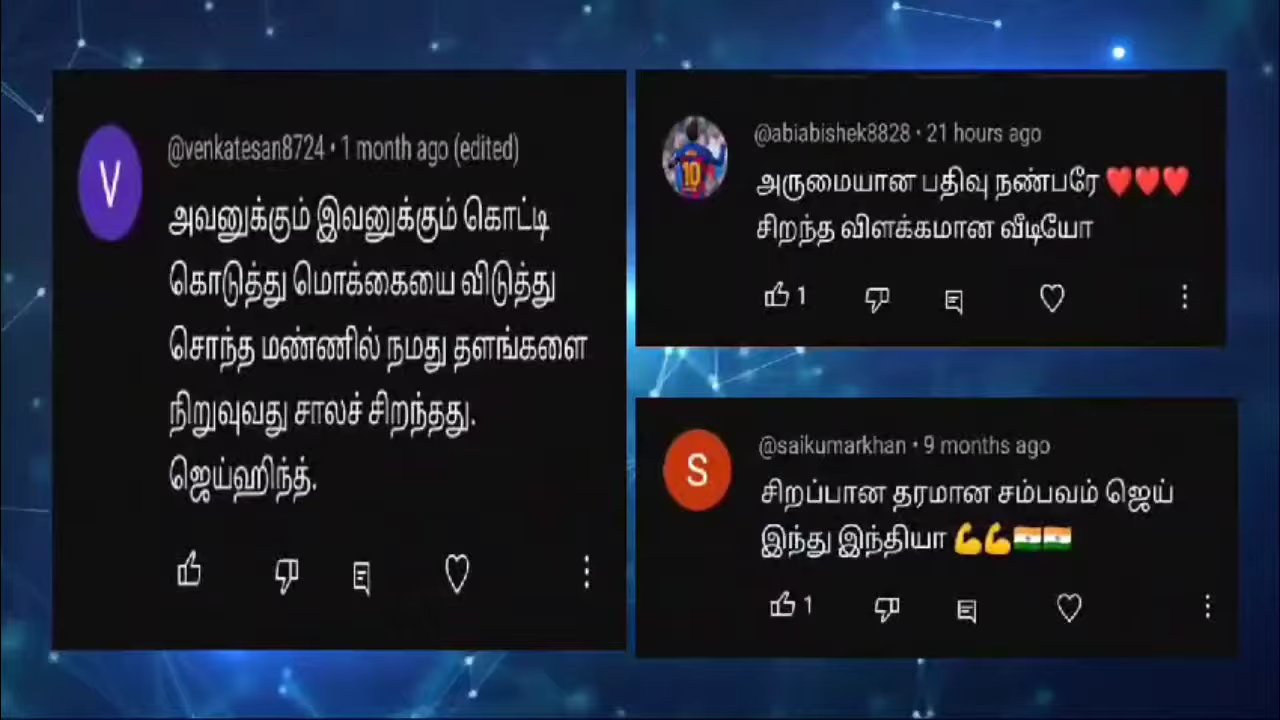 @venkatesan8724 • 1 month ago (edited)
அவனுக்கும் இவனுக்கும் கொட்டி
கொடுத்து மொக்கையை விடுத்து
சொந்த மண்ணில் நமது தளங்களை
நிறுவுவது சாலச் சிறந்தது.
ஜெய்ஹிந்த்.
V
@abiabishek8828 • 21 hours ago
அருமையான பதிவு நண்பரே ❤️❤️❤️
சிறந்த விளக்கமான வீடியோ
1
10
@saikumarkhan • 9 months ago
சிறப்பான தரமான சம்பவம் ஜெய்
இந்து இந்தியா 💪💪🇮🇳🇮🇳
1
S